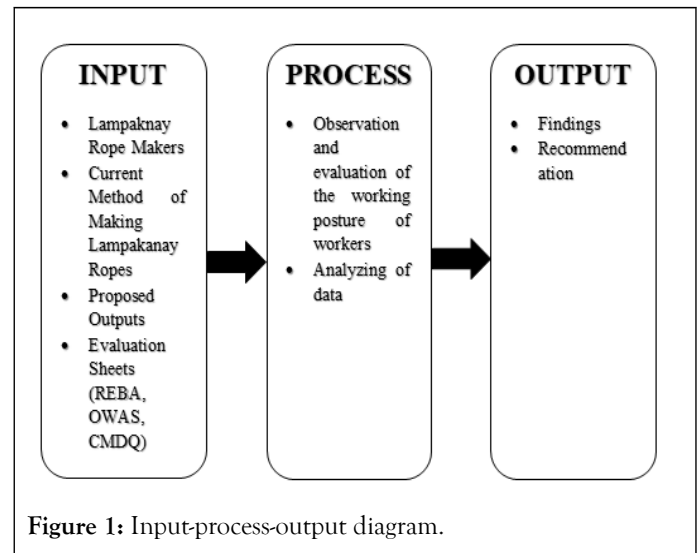 INPUT
• Lampaknay
Rope Makers
• Current
Method of
Making
Lampakanay
Ropes
• Proposed
Outputs
• Evaluation
Sheets
(REBA,
OWAS,
CMDQ)
PROCESS
• Observation
and
evaluation of
the working
posture of
workers
• Analyzing of
data
OUTPUT
• Findings
• Recommend
ation
Figure 1: Input-process-output diagram.